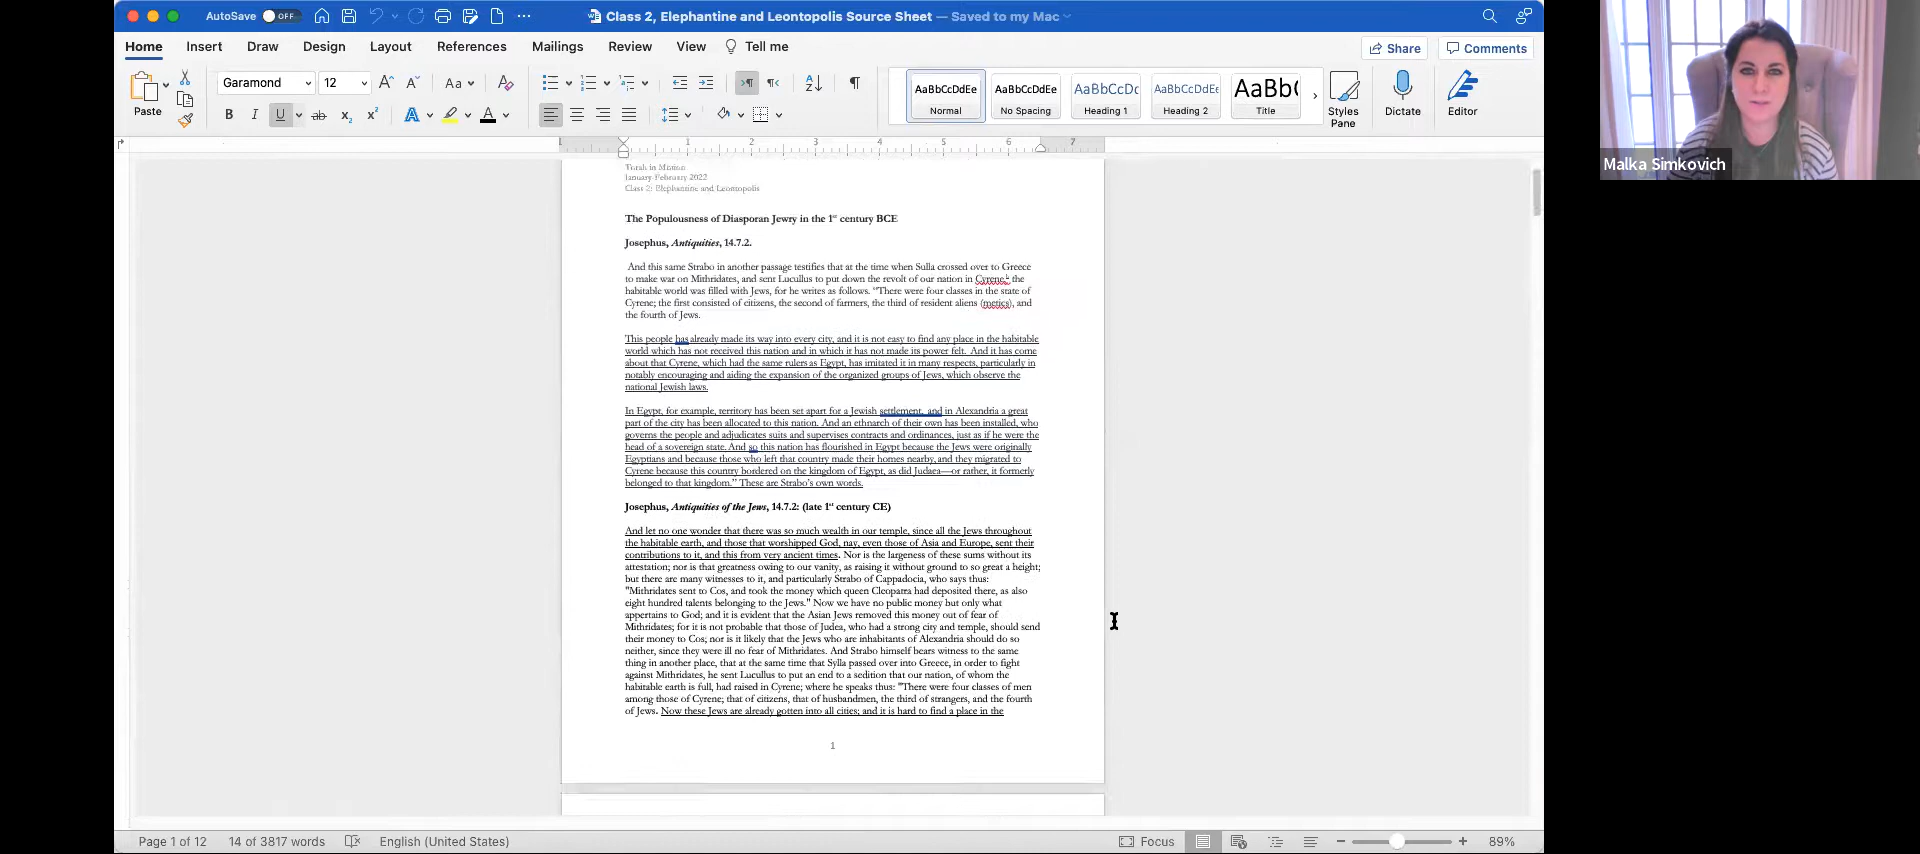 AutoSave OFF
Class 2, Elephantine and Leontopolis Source Sheet — Saved to my Mac
Home Insert Draw Design Layout References Mailings Review View Tell me
Share Comments
Paste
Garamond 12
Aa
B I U ab x₂ x² A A
AaBbCcDdEe AaBbCcDdEe AaBbCcDc AaBbCcDdEe AaBb(
Normal No Spacing Heading 1 Heading 2 Title
Styles Pane
Dictate
Editor
Malka Simkovich
1 1 2 3 4 5 6 7
January-February 2022
Class 2: Elephantine and Leontopolis
The Populousness of Diasporan Jewry in the 1st century BCE
Josephus, Antiquities, 14.7.2.
And this same Strabo in another passage testifies that at the time when Sulla crossed over to Greece
to make war on Mithridates, and sent Lucullus to put down the revolt of our nation in Cyrene, the
habitable world was filled with Jews, for he writes as follows. "There were four classes in the state of
Cyrene; the first consisted of citizens, the second of farmers, the third of resident aliens (metics), and
the fourth of Jews.
This people has already made its way into every city, and it is not easy to find any place in the habitable
world which has not received this nation and in which it has not made its power felt. And it has come
about that Cyrene, which had the same rulers as Egypt, has imitated it in many respects, particularly in
notably encouraging and aiding the expansion of the organized groups of Jews, which observe the
national Jewish laws.
In Egypt, for example, territory has been set apart for a Jewish settlement, and in Alexandria a great
part of the city has been allocated to this nation. And an ethnarch of their own has been installed, who
governs the people and adjudicates suits and supervises contracts and ordinances, just as if he were the
head of a sovereign state. And so this nation has flourished in Egypt because the Jews were originally
Egyptians and because those who left that country made their homes nearby, and they migrated to
Cyrene because this country bordered on the kingdom of Egypt, as did Judaea—or rather, it formerly
belonged to that kingdom." These are Strabo's own words.
Josephus, Antiquities of the Jews, 14.7.2: (late 1st century CE)
And let no one wonder that there was so much wealth in our temple, since all the Jews throughout
the habitable earth, and those that worshipped God, nay, even those of Asia and Europe, sent their
contributions to it, and this from very ancient times. Nor is the largeness of these sums without its
attestation; nor is that greatness owing to our vanity, as raising it without ground to so great a height;
but there are many witnesses to it, and particularly Strabo of Cappadocia, who says thus:
"Mithridates sent to Cos, and took the money which queen Cleopatra had deposited there, as also
eight hundred talents belonging to the Jews." Now we have no public money but only what
appertains to God; and it is evident that the Asian Jews removed this money out of fear of
Mithridates; for it is not probable that those of Judea, who had a strong city and temple, should send
their money to Cos; nor is it likely that the Jews who are inhabitants of Alexandria should do so
neither, since they were ill no fear of Mithridates. And Strabo himself bears witness to the same
thing in another place, that at the same time that Sylla passed over into Greece, in order to fight
against Mithridates, he sent Lucullus to put an end to a sedition that our nation, of whom the
habitable earth is full, had raised in Cyrene; where he speaks thus: "There were four classes of men
among those of Cyrene; that of citizens, that of husbandmen, the third of strangers, and the fourth
of Jews. Now these Jews are already gotten into all cities; and it is hard to find a place in the
1
Page 1 of 12 14 of 3817 words English (United States) Focus 89%